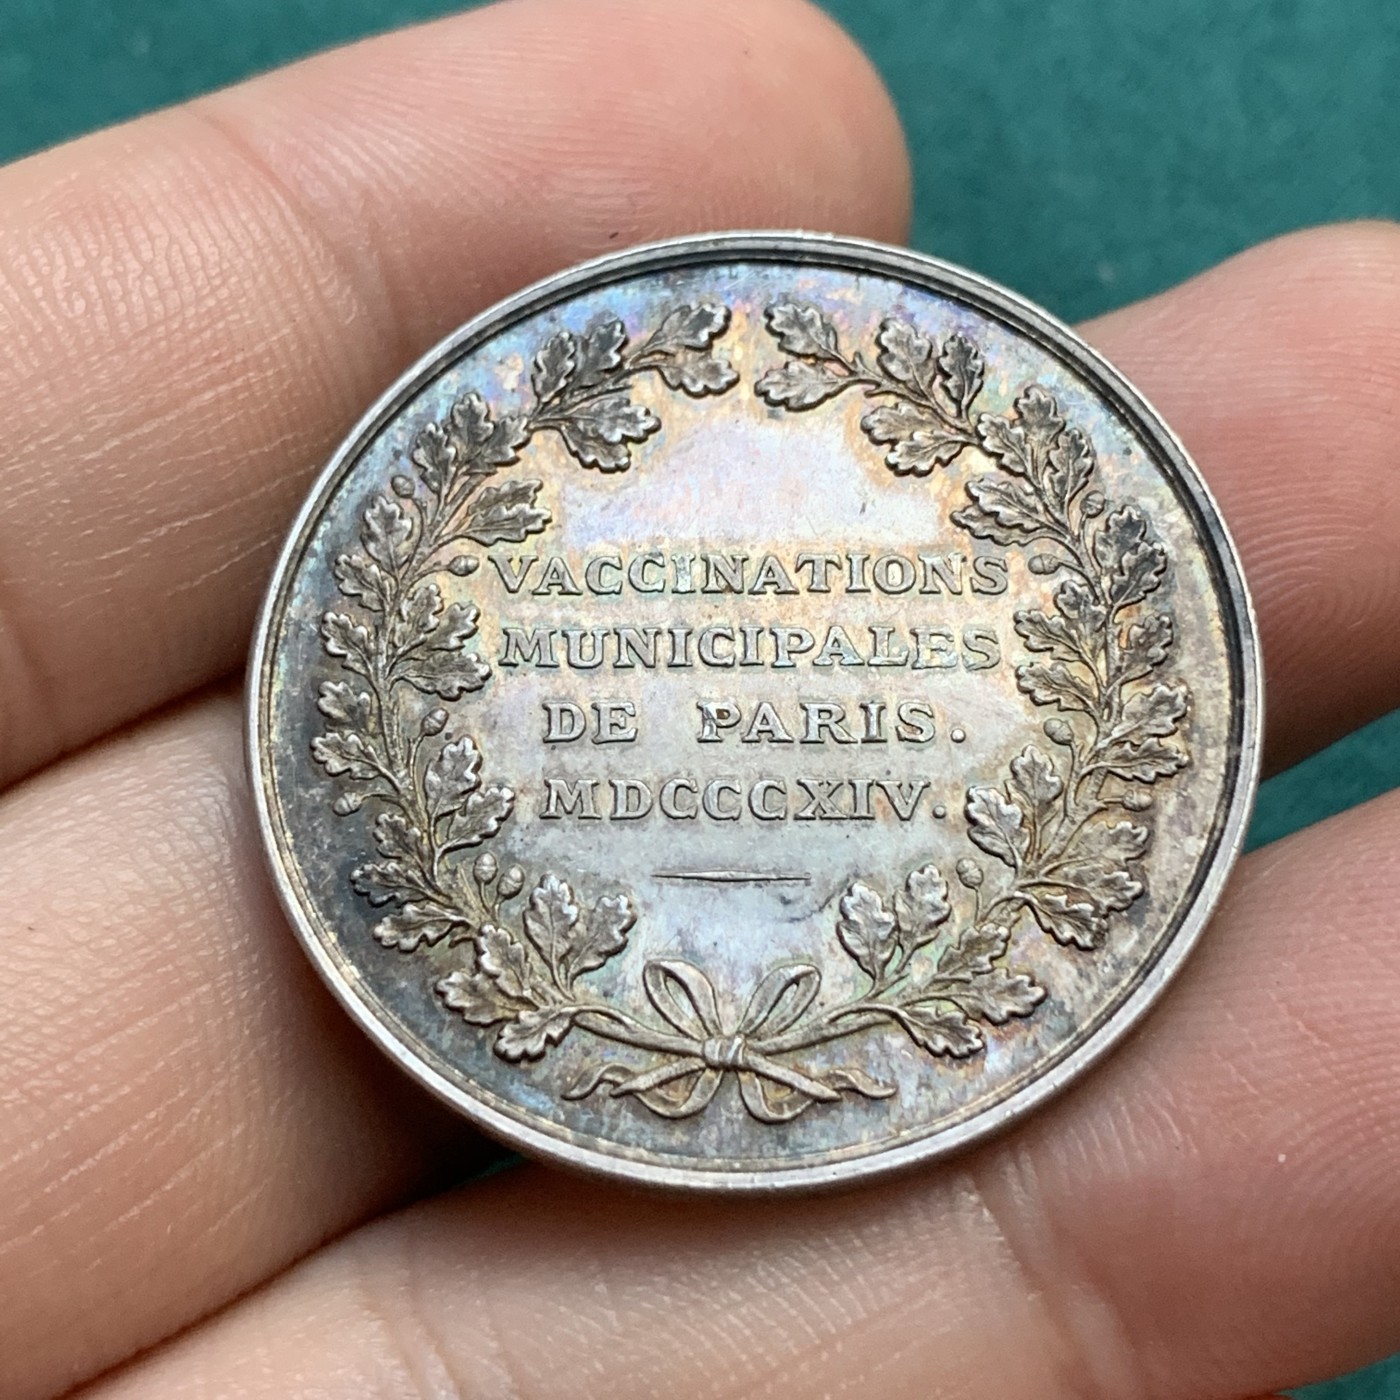 VACCINATIONS
MUNICIPALES
DE PARIS.
MDCCCXIV.